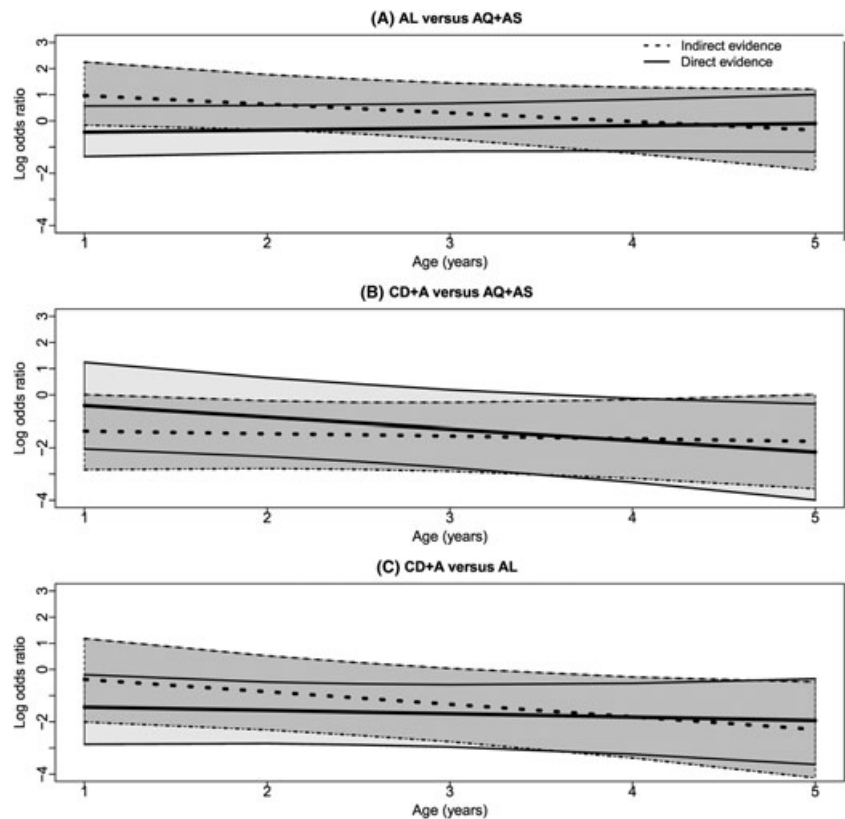 (A) AL versus AQ+AS
Indirect evidence
Direct evidence
Log odds ratio
3
2
1
0
−2
−4
1 2 3 4 5
Age (years)
(B) CD+A versus AQ+AS
Log odds ratio
3
2
1
0
−2
−4
1 2 3 4 5
Age (years)
(C) CD+A versus AL
Log odds ratio
3
2
1
0
−2
−4
1 2 3 4 5
Age (years)